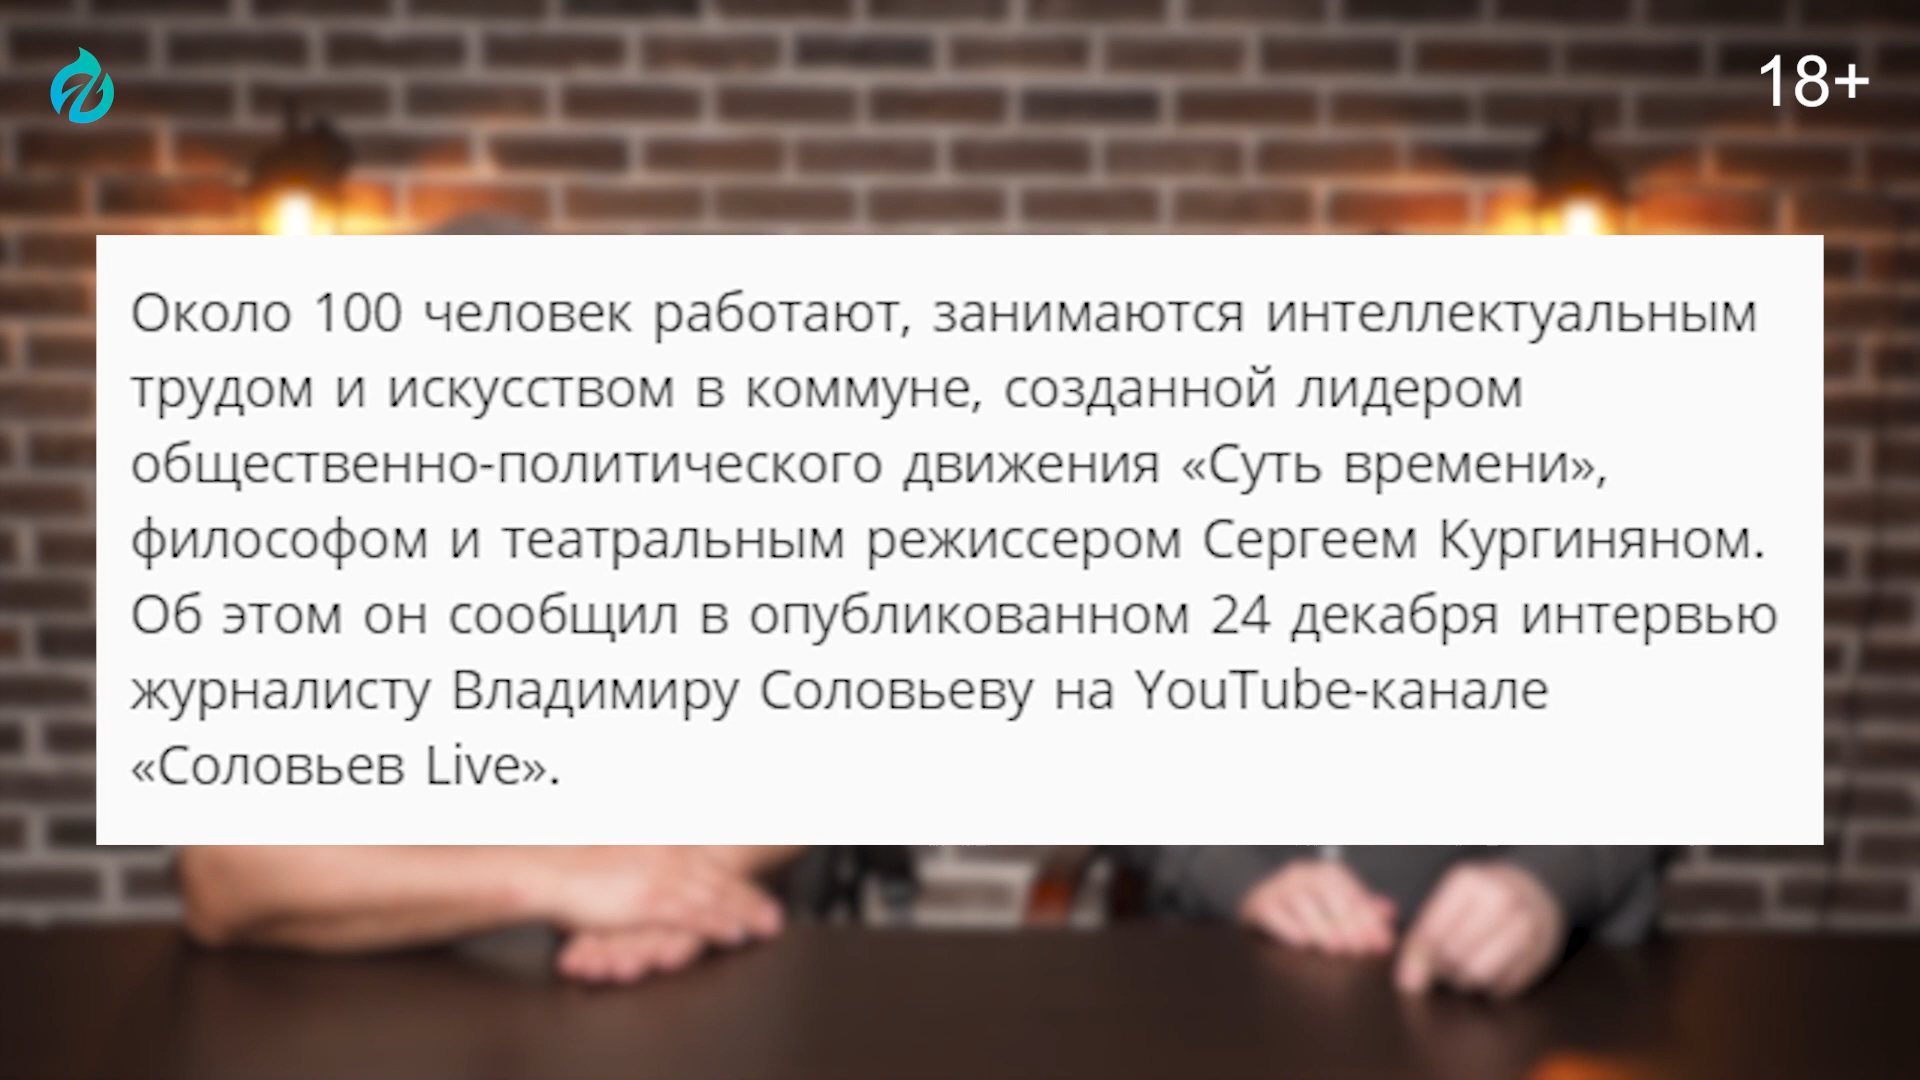 18+
Около 100 человек работают, занимаются интеллектуальным
трудом и искусством в коммуне, созданной лидером
общественно-политического движения «Суть времени»,
философом и театральным режиссером Сергеем Кургиняном.
Об этом он сообщил в опубликованном 24 декабря интервью
журналисту Владимиру Соловьеву на YouTube-канале
«Соловьев Live».